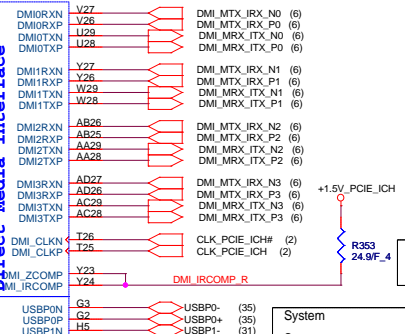 DMI0RXN V27 DMI_MTX_IRX_N0 (6)
DMI0RXP V26 DMI_MTX_IRX_P0 (6)
DMI0TXN U29 DMI_MRX_ITX_N0 (6)
DMI0TXP U28 DMI_MRX_ITX_P0 (6)
DMI1RXN Y27 DMI_MTX_IRX_N1 (6)
DMI1RXP Y26 DMI_MTX_IRX_P1 (6)
DMI1TXN W29 DMI_MRX_ITX_N1 (6)
DMI1TXP W28 DMI_MRX_ITX_P1 (6)
DMI2RXN AB26 DMI_MTX_IRX_N2 (6)
DMI2RXP AB25 DMI_MTX_IRX_P2 (6)
DMI2TXN AA29 DMI_MRX_ITX_N2 (6)
DMI2TXP AA28 DMI_MRX_ITX_P2 (6)
DMI3RXN AD27 DMI_MTX_IRX_N3 (6)
DMI3RXP AD26 DMI_MTX_IRX_P3 (6)
DMI3TXN AC29 DMI_MRX_ITX_N3 (6)
DMI3TXP AC28 DMI_MRX_ITX_P3 (6)
+1.5V_PCIE_ICH
DMI_CLKN T26 CLK_PCIE_ICH# (2)
DMI_CLKP T25 CLK_PCIE_ICH (2)
R353
24.9/F_4
DMI_ZCOMP Y23
DMI_IRCOMP Y24 DMI_IRCOMP_R
USBP0N G3 USBP0- (35)
USBP0P G2 USBP0+ (35)
USBP1N H5 USBP1- (31)
System
Direct Media Interface